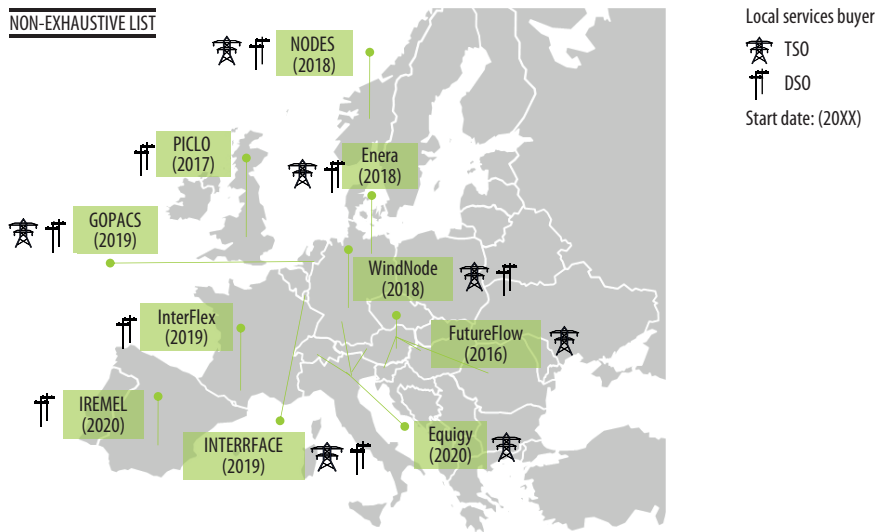 NON-EXHAUSTIVE LIST
Local services buyer
TSO
DSO
Start date: (20XX)
NODES
(2018)
PICLO
(2017)
Enera
(2018)
GOPACS
(2019)
WindNode
(2018)
InterFlex
(2019)
FutureFlow
(2016)
IREMEL
(2020)
INTERRFACE
(2019)
Equigy
(2020)